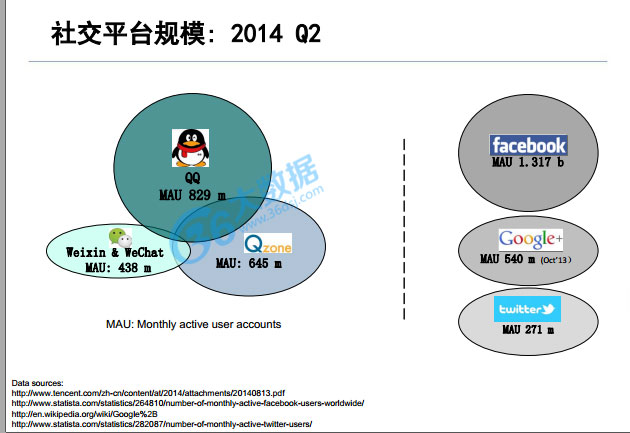 社交平台规模: 2014 Q2
QQ
MAU 829 m
Weixin & WeChat
MAU: 438 m
Qzone
MAU: 645 m
36大数据
www.36dsj.com
facebook
MAU 1.317 b
Google+
MAU 540 m (Oct'13)
twitter
MAU 271 m
MAU: Monthly active user accounts
Data sources:
http://www.tencent.com/zh-cn/content/at/2014/attachments/20140813.pdf
http://www.statista.com/statistics/264810/number-of-monthly-active-facebook-users-worldwide/
http://en.wikipedia.org/wiki/Google%2B
http://www.statista.com/statistics/282087/number-of-monthly-active-twitter-users/